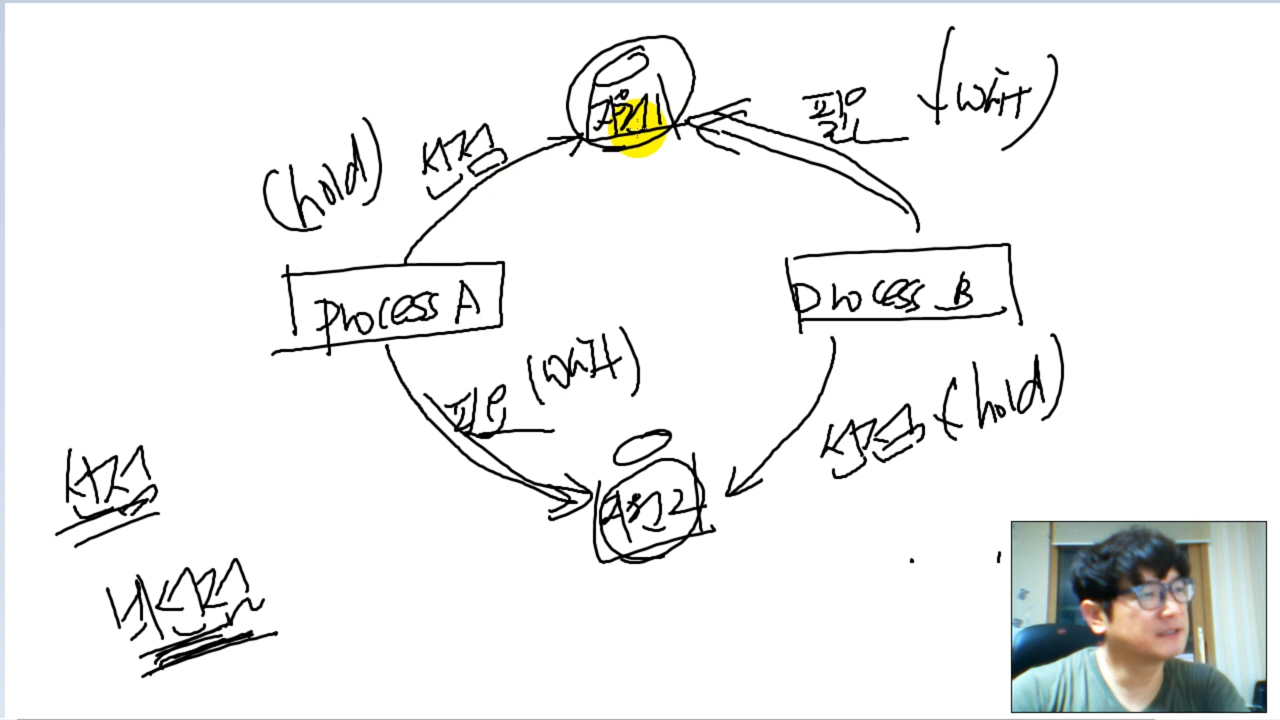 자원1
필요 (wait)
(hold) 선점
process A
process B
필요 (wait)
선점 (hold)
자원2
선점
비선점